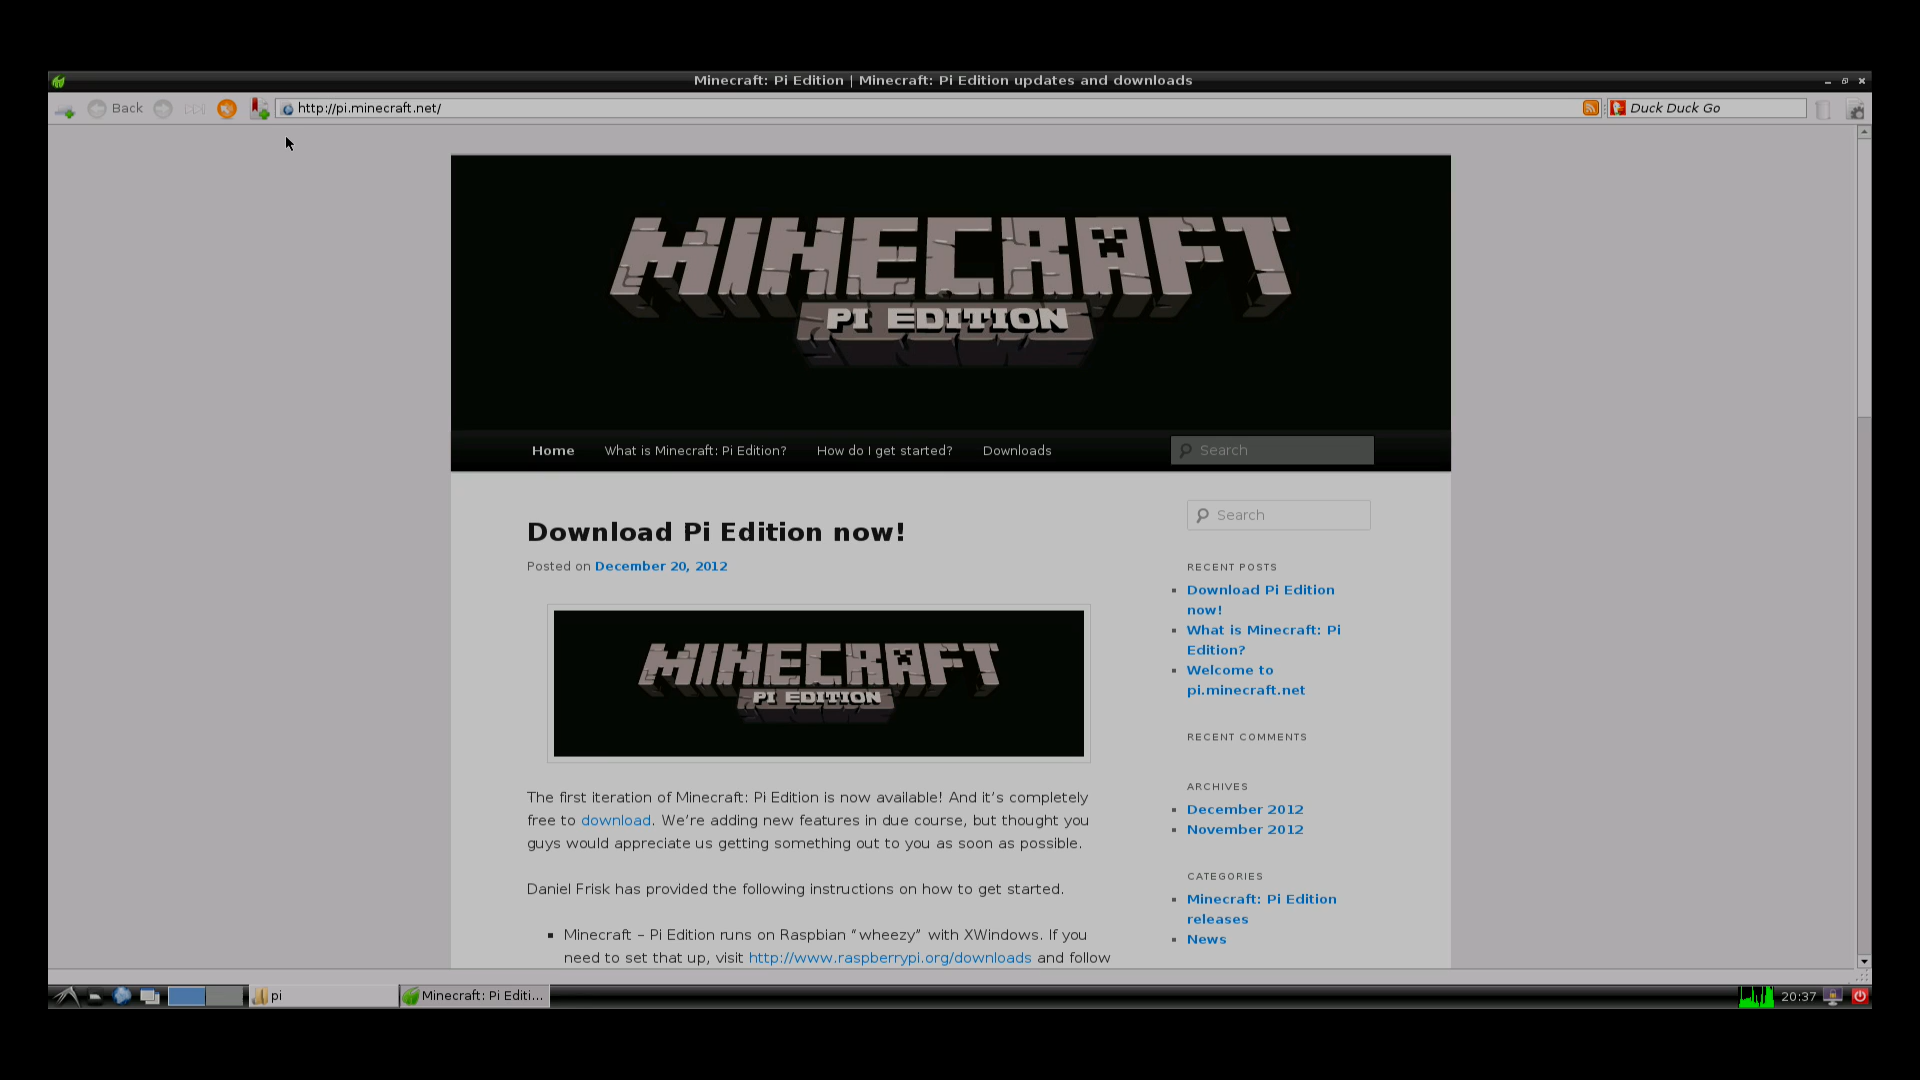 Minecraft: Pi Edition | Minecraft: Pi Edition updates and downloads
Back
http://pi.minecraft.net/
Duck Duck Go
MINECRAFT
PI EDITION
Home
What is Minecraft: Pi Edition?
How do I get started?
Downloads
Search
Download Pi Edition now!
Posted on December 20, 2012
MINECRAFT
PI EDITION
The first iteration of Minecraft: Pi Edition is now available! And it’s completely
free to download. We’re adding new features in due course, but thought you
guys would appreciate us getting something out to you as soon as possible.
Daniel Frisk has provided the following instructions on how to get started.
▪ Minecraft – Pi Edition runs on Raspbian “wheezy” with XWindows. If you
need to set that up, visit http://www.raspberrypi.org/downloads and follow
Search
RECENT POSTS
▪ Download Pi Edition
now!
▪ What is Minecraft: Pi
Edition?
▪ Welcome to
pi.minecraft.net
RECENT COMMENTS
ARCHIVES
▪ December 2012
▪ November 2012
CATEGORIES
▪ Minecraft: Pi Edition
releases
▪ News
pi
Minecraft: Pi Editi...
20:37